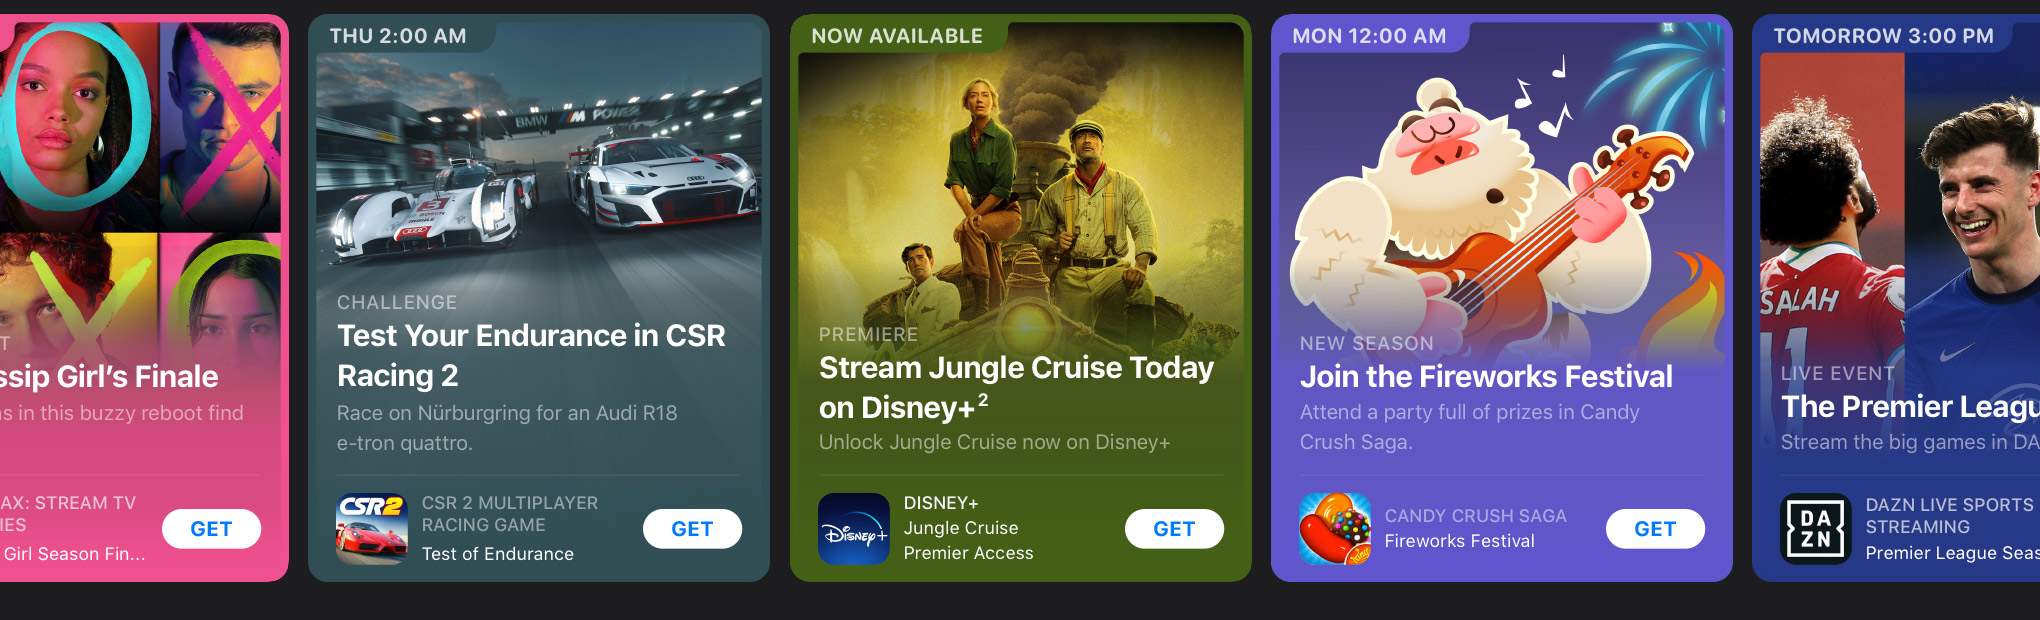 T
ssip Girl's Finale
s in this buzzy reboot find
AX: STREAM TV
IES
Girl Season Fin...
GET
THU 2:00 AM
BMW M POWER
CHALLENGE
Test Your Endurance in CSR
Racing 2
Race on Nürburgring for an Audi R18
e-tron quattro.
CSR2
CSR 2 MULTIPLAYER
RACING GAME
Test of Endurance
GET
NOW AVAILABLE
PREMIERE
Stream Jungle Cruise Today
on Disney+²
Unlock Jungle Cruise now on Disney+
Disney+
DISNEY+
Jungle Cruise
Premier Access
GET
MON 12:00 AM
NEW SEASON
Join the Fireworks Festival
Attend a party full of prizes in Candy
Crush Saga.
King
CANDY CRUSH SAGA
Fireworks Festival
GET
TOMORROW 3:00 PM
SALAH
11
LIVE EVENT
The Premier Leagu
Stream the big games in DA
DA
ZN
DAZN LIVE SPORTS
STREAMING
Premier League Seas